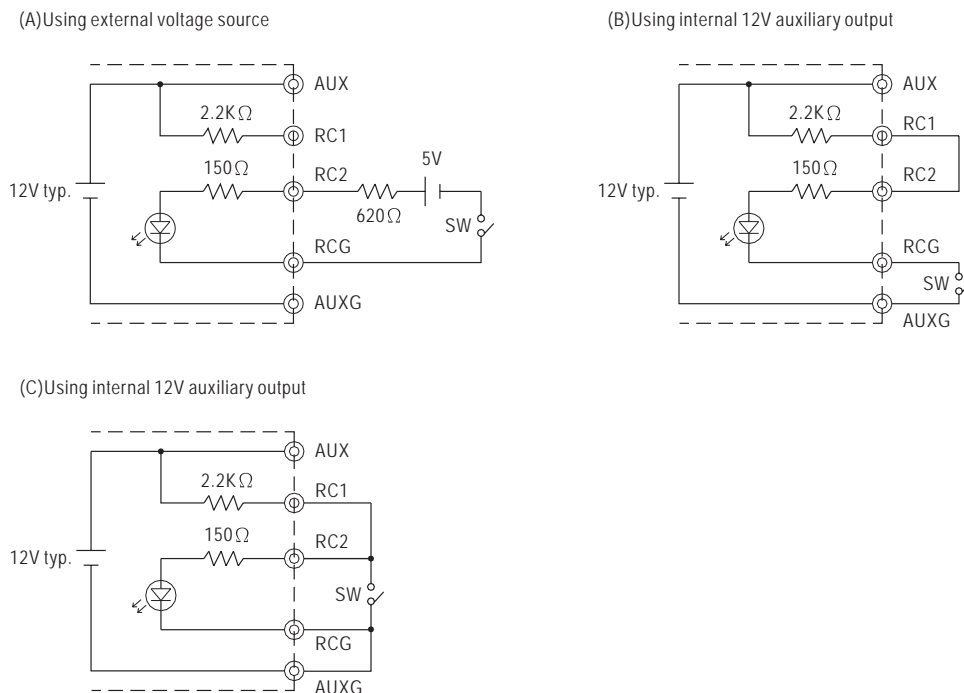 (A)Using external voltage source
AUX
2.2KΩ
RC1
150Ω
RC2
5V
12V typ.
620Ω
SW
RCG
AUXG
(B)Using internal 12V auxiliary output
AUX
2.2KΩ
RC1
150Ω
RC2
12V typ.
RCG
SW
AUXG
(C)Using internal 12V auxiliary output
AUX
2.2KΩ
RC1
150Ω
RC2
12V typ.
SW
RCG
AUXG